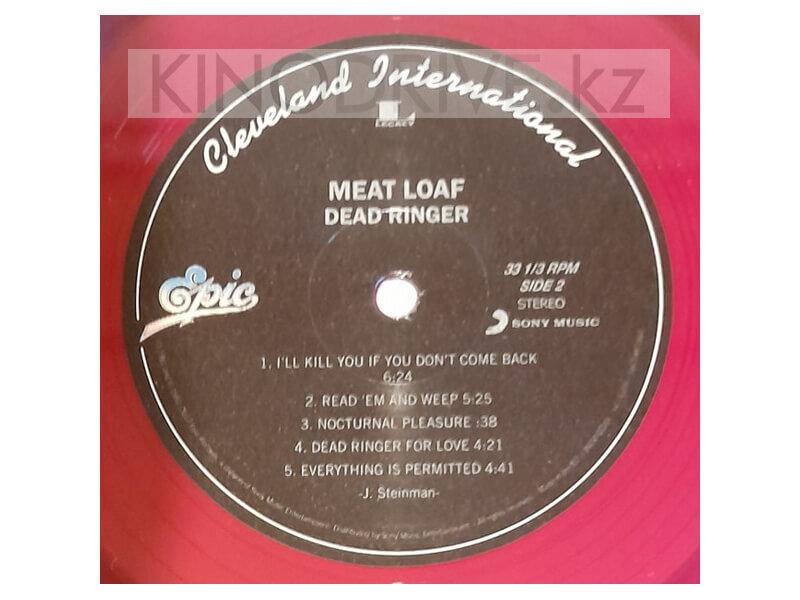 KINODRIVE.kz
Cleveland International
L
LEGACY
MEAT LOAF
DEAD RINGER
33 1/3 RPM
SIDE 2
STEREO
Epic
SONY MUSIC
1. I'LL KILL YOU IF YOU DON'T COME BACK
6:24
2. READ 'EM AND WEEP 5:25
3. NOCTURNAL PLEASURE :38
4. DEAD RINGER FOR LOVE 4:21
5. EVERYTHING IS PERMITTED 4:41
-J. Steinman-